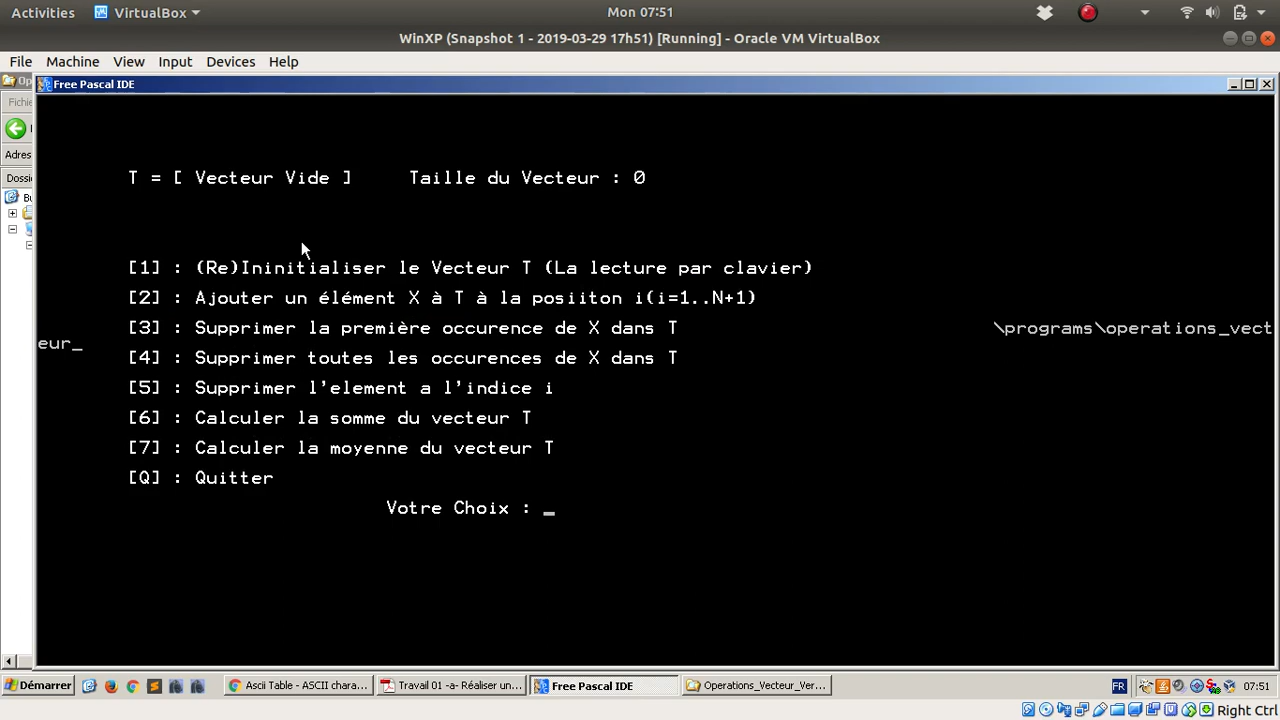 Activities VirtualBox Mon 07:51
WinXP (Snapshot 1 - 2019-03-29 17h51) [Running] - Oracle VM VirtualBox
File Machine View Input Devices Help
Op Free Pascal IDE
Fichie
T = [ Vecteur Vide ] Taille du Vecteur : 0
Adres
Dossi
Bu
[1] : (Re)Ininitialiser le Vecteur T (La lecture par clavier)
[2] : Ajouter un élément X à T à la posiiton i(i=1..N+1)
[3] : Supprimer la première occurence de X dans T \programs\operations_vect
eur_
[4] : Supprimer toutes les occurences de X dans T
[5] : Supprimer l'element a l'indice i
[6] : Calculer la somme du vecteur T
[7] : Calculer la moyenne du vecteur T
[Q] : Quitter
Votre Choix : _
Démarrer Ascii Table - ASCII chara... Travail 01 -a- Réaliser un... Free Pascal IDE Operations_Vecteur_Ver... FR 07:51
Right Ctrl